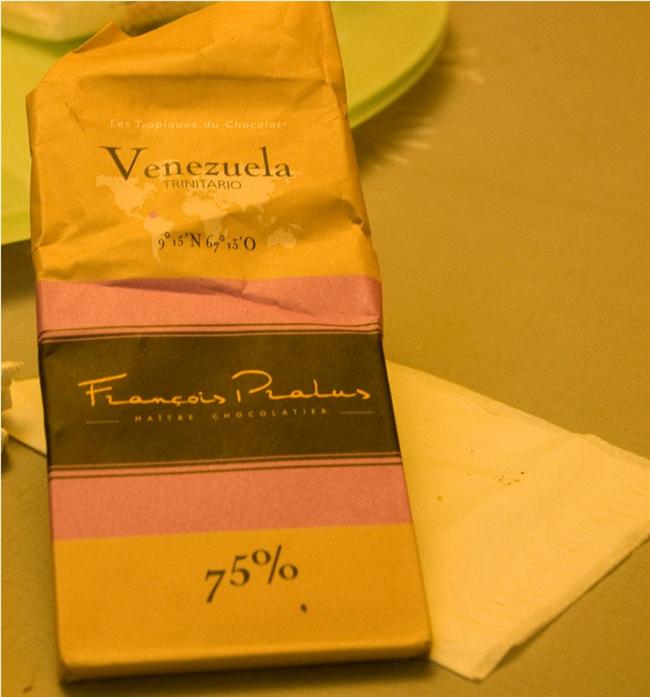 Les Tropiques du Chocolat®
Venezuela
TRINITARIO
9°15'N 67°13'O
François Pralus
MAÎTRE CHOCOLATIER
75%